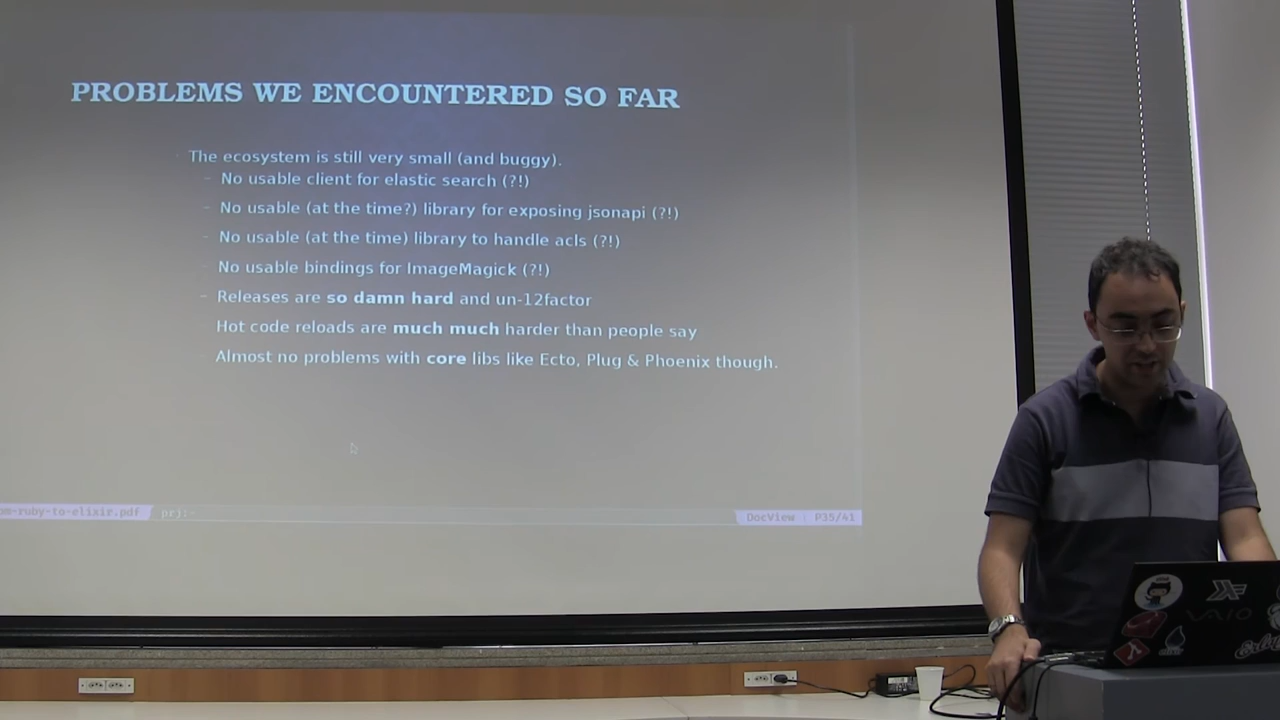 PROBLEMS WE ENCOUNTERED SO FAR
The ecosystem is still very small (and buggy).
– No usable client for elastic search (?!)
– No usable (at the time?) library for exposing jsonapi (?!)
– No usable (at the time) library to handle acls (?!)
– No usable bindings for ImageMagick (?!)
– Releases are so damn hard and un-12factor
Hot code reloads are much much harder than people say
Almost no problems with core libs like Ecto, Plug & Phoenix though.
om-ruby-to-elixir.pdf prj:- DocView P35/41
VAIO